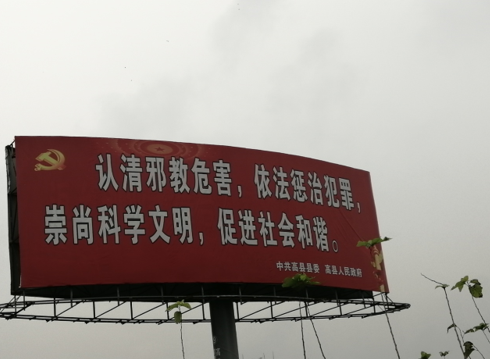 认清邪教危害，依法惩治犯罪，
崇尚科学文明，促进社会和谐。
中共高县县委 高县人民政府